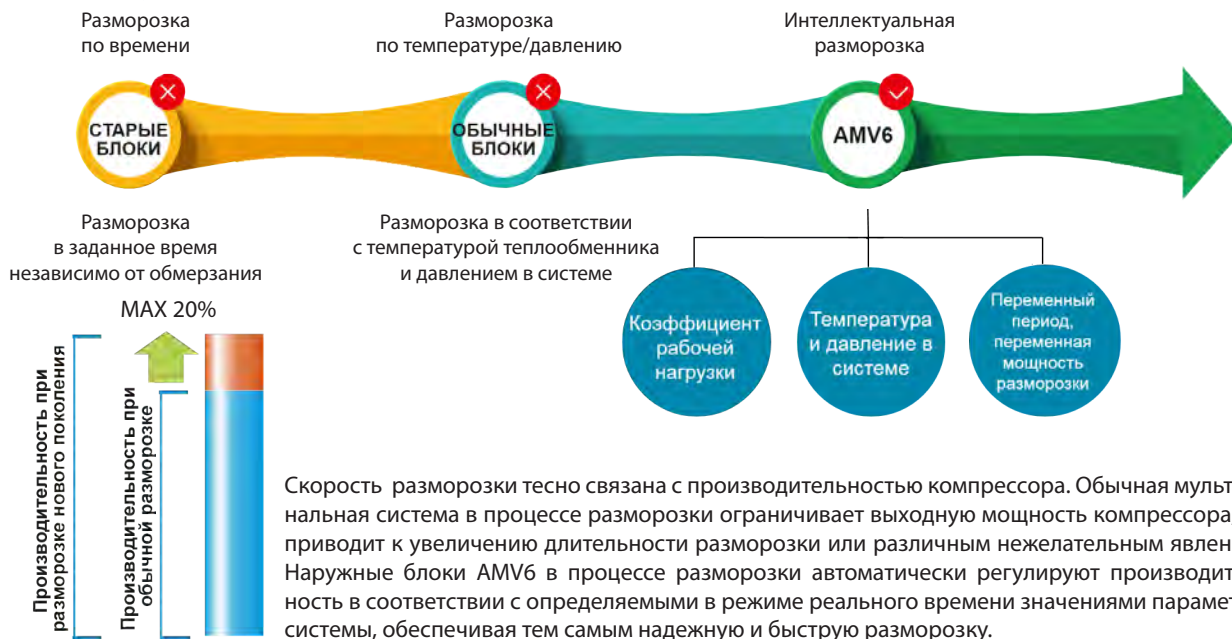 Разморозка
по времени
Разморозка
по температуре/давлению
Интеллектуальная
разморозка
СТАРЫЕ
БЛОКИ
ОБЫЧНЫЕ
БЛОКИ
AMV6
Разморозка
в заданное время
независимо от обмерзания
Разморозка в соответствии
с температурой теплообменника
и давлением в системе
Коэффициент
рабочей
нагрузки
Температура
и давление в
системе
Переменный
период,
переменная
мощность
разморозки
MAX 20%
Производительность при
разморозке нового поколения
Производительность при
обычной разморозке
Скорость разморозки тесно связана с производительностью компрессора. Обычная мульт
нальная система в процессе разморозки ограничивает выходную мощность компрессора
приводит к увеличению длительности разморозки или различным нежелательным явлен
Наружные блоки AMV6 в процессе разморозки автоматически регулируют производит
ность в соответствии с определяемыми в режиме реального времени значениями парамет
системы, обеспечивая тем самым надежную и быструю разморозку.